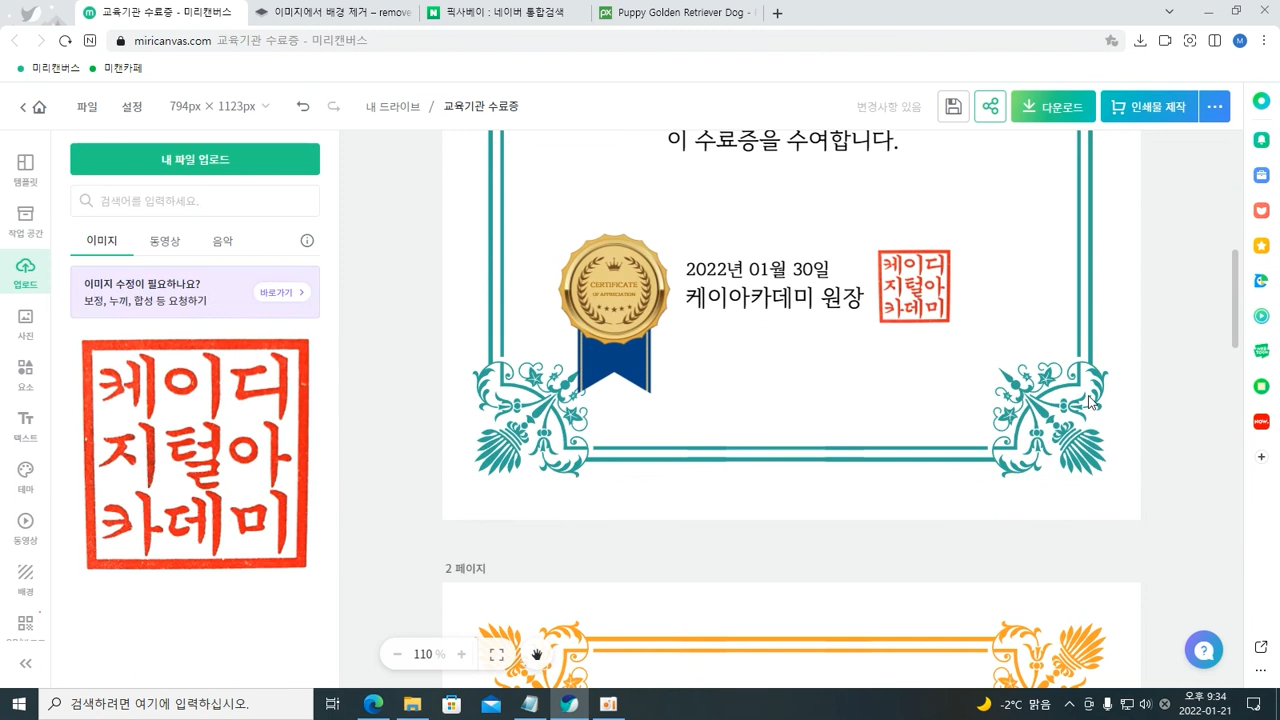 교육기관 수료증 - 미리캔버스
이미지에서 배경 제거 – remove
픽사베이 : 네이버 통합검색
Puppy Golden Retriever Dog -
miricanvas.com 교육기관 수료증 - 미리캔버스
미리캔버스
미캔카페
파일
설정
794px × 1123px
내 드라이브 / 교육기관 수료증
변경사항 있음
다운로드
인쇄물 제작
템플릿
작업 공간
업로드
사진
요소
텍스트
테마
동영상
배경
내 파일 업로드
검색어를 입력하세요.
이미지
동영상
음악
이미지 수정이 필요하나요?
보정, 누끼, 합성 등 요청하기
바로가기
케이디
지털아
카데미
이 수료증을 수여합니다.
CERTIFICATE
OF APPRECIATION
2022년 01월 30일
케이아카데미 원장
케이디
지털아
카데미
2 페이지
110 %
NOW.
검색하려면 여기에 입력하십시오.
-2°C 맑음
오후 9:34
2022-01-21